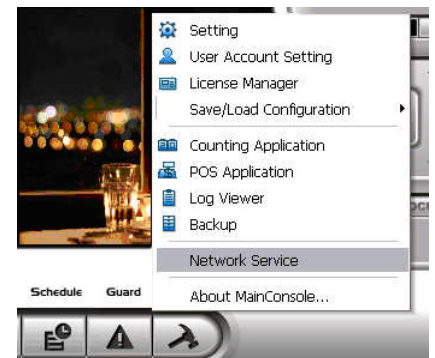 Setting
User Account Setting
License Manager
Save/Load Configuration
Counting Application
POS Application
Log Viewer
Backup
Network Service
About MainConsole...
Schedule Guard